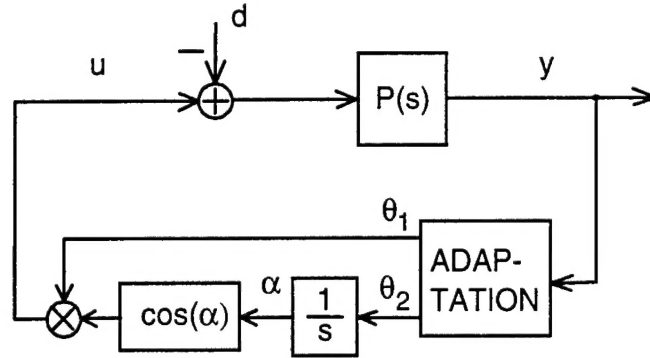 d
−
u
+
P(s)
y
θ1
ADAP-
TATION
θ2
α
1
s
cos(α)
×